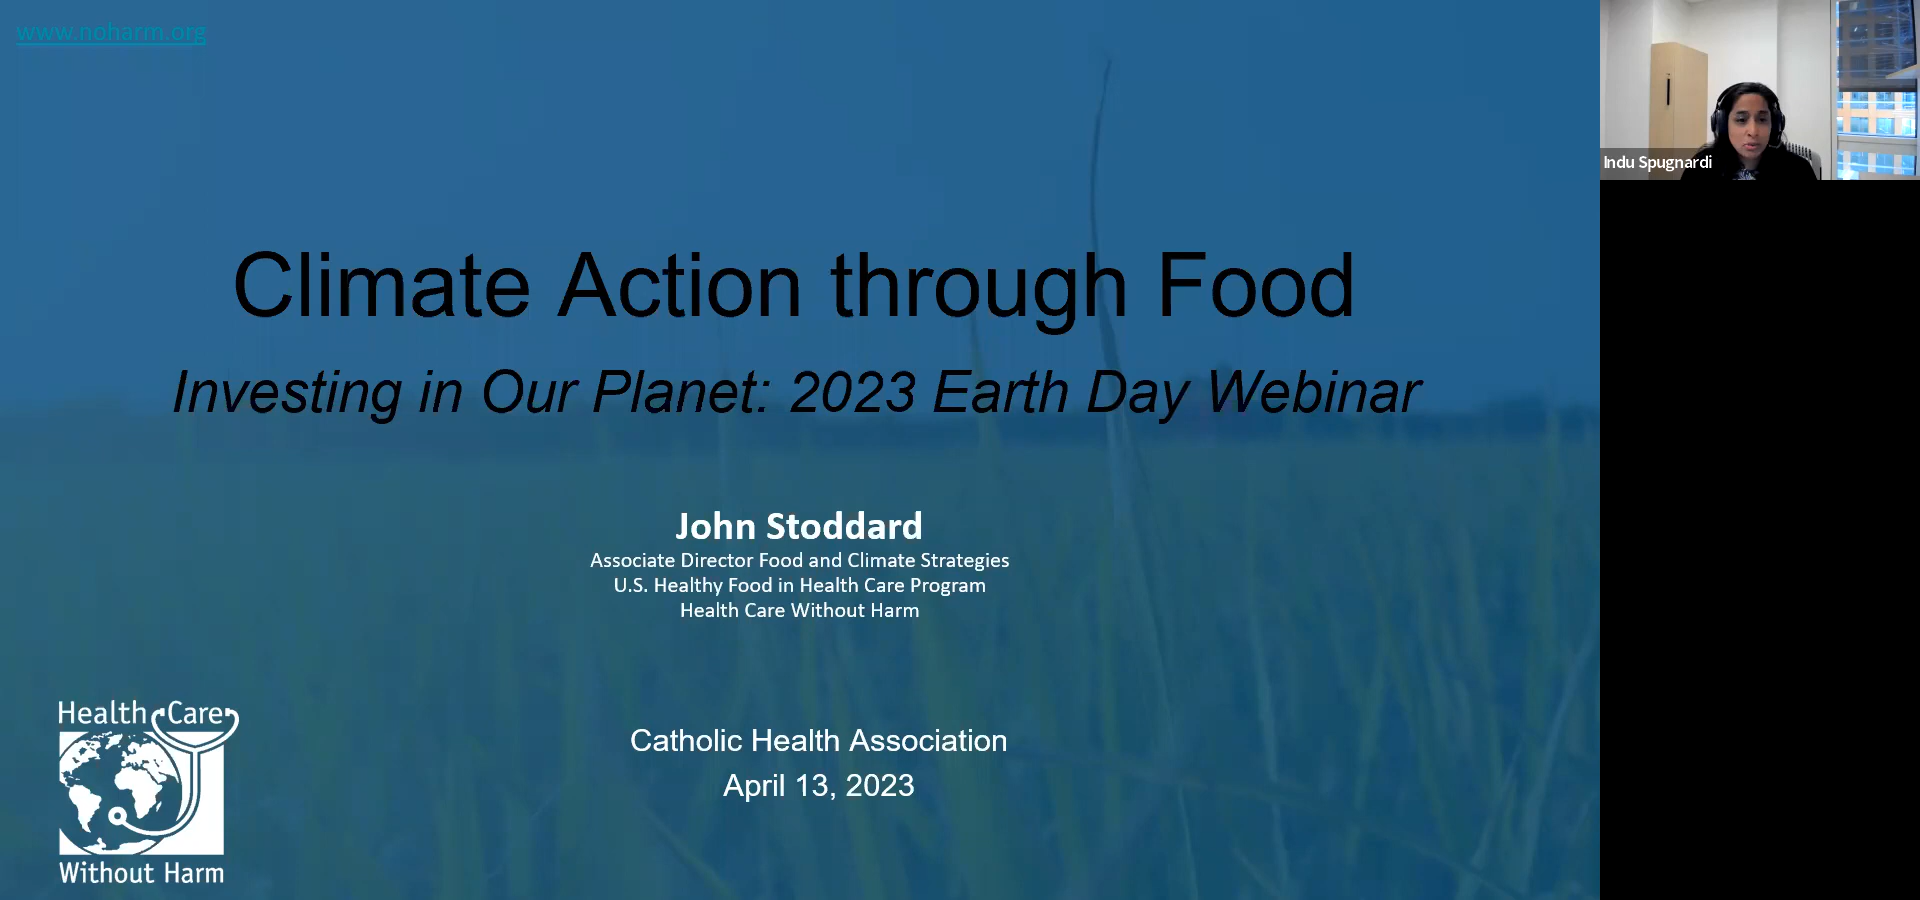 www.noharm.org
Indu Spugnardi
Climate Action through Food
Investing in Our Planet: 2023 Earth Day Webinar
John Stoddard
Associate Director Food and Climate Strategies
U.S. Healthy Food in Health Care Program
Health Care Without Harm
Catholic Health Association
April 13, 2023
Health Care
Without Harm